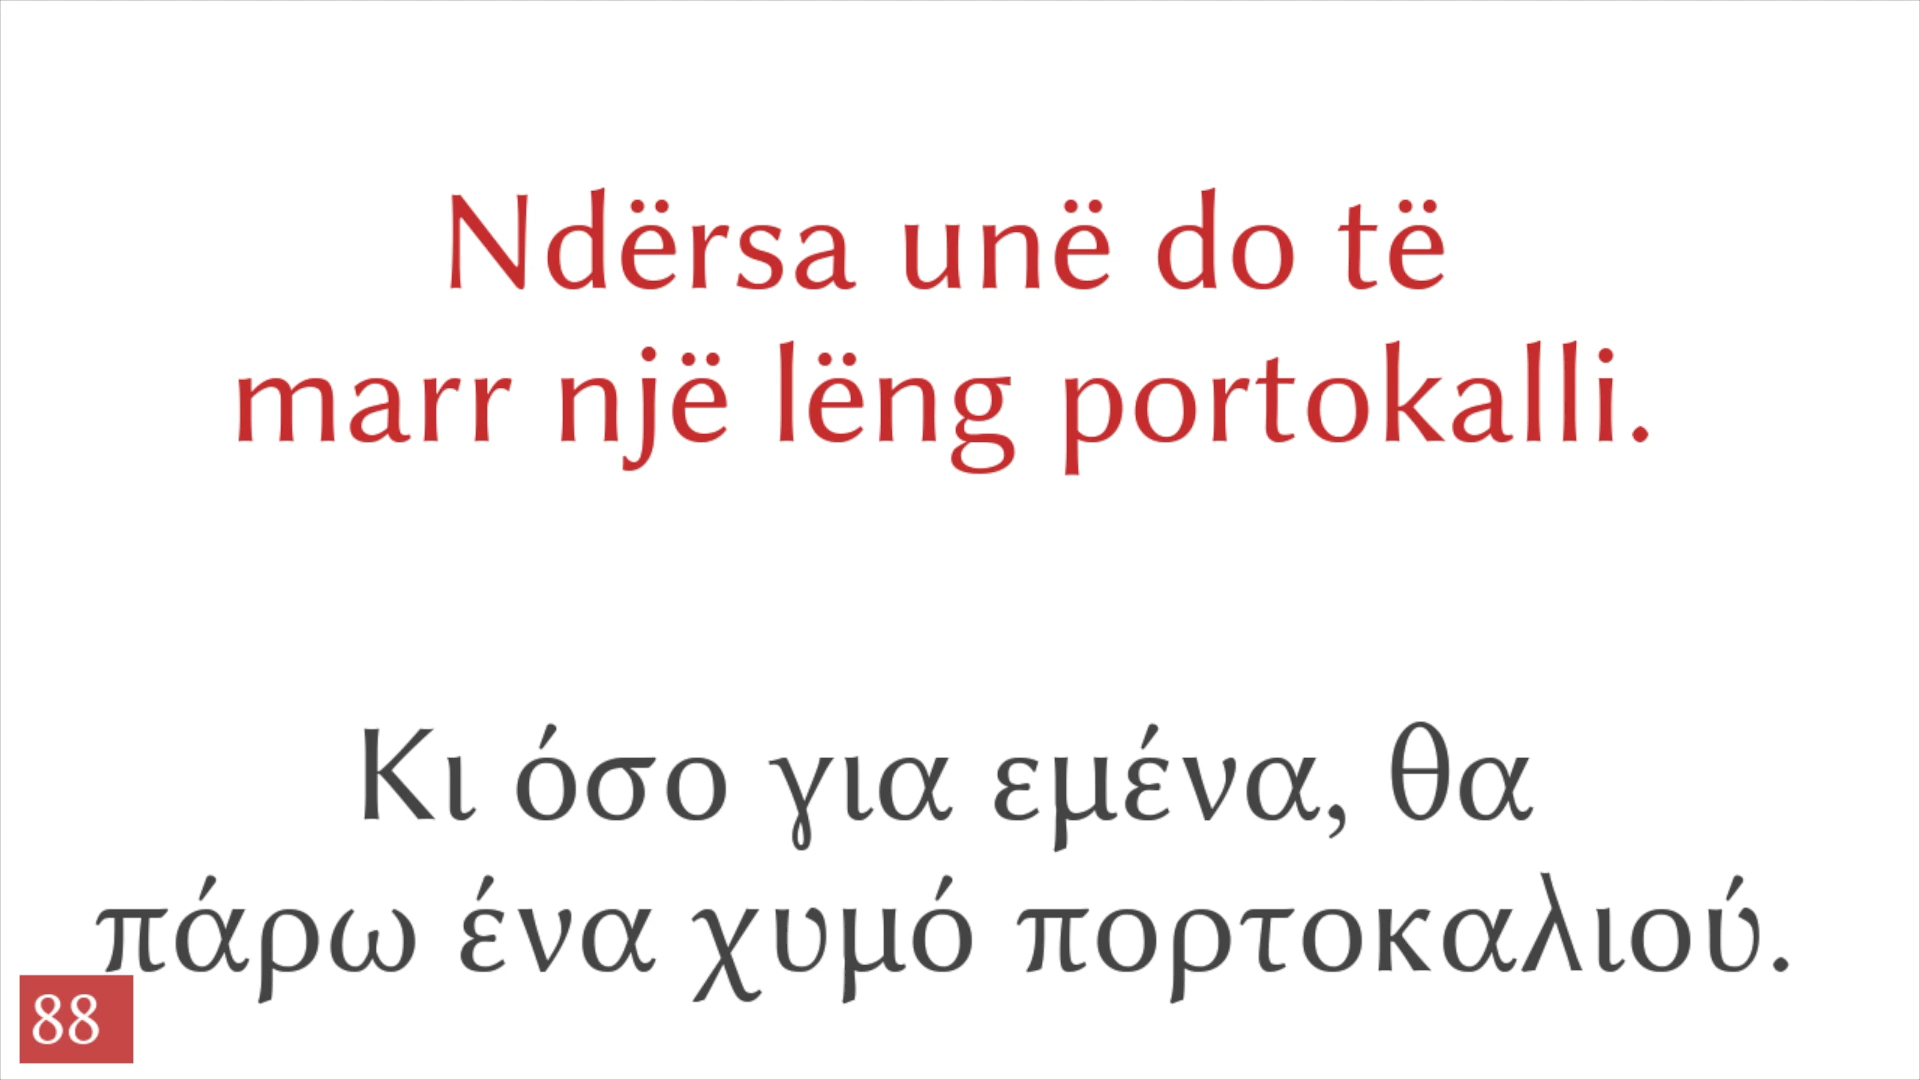 Ndërsa unë do të
marr një lëng portokalli.
Κι όσο για εμένα, θα
πάρω ένα χυμό πορτοκαλιού.
88